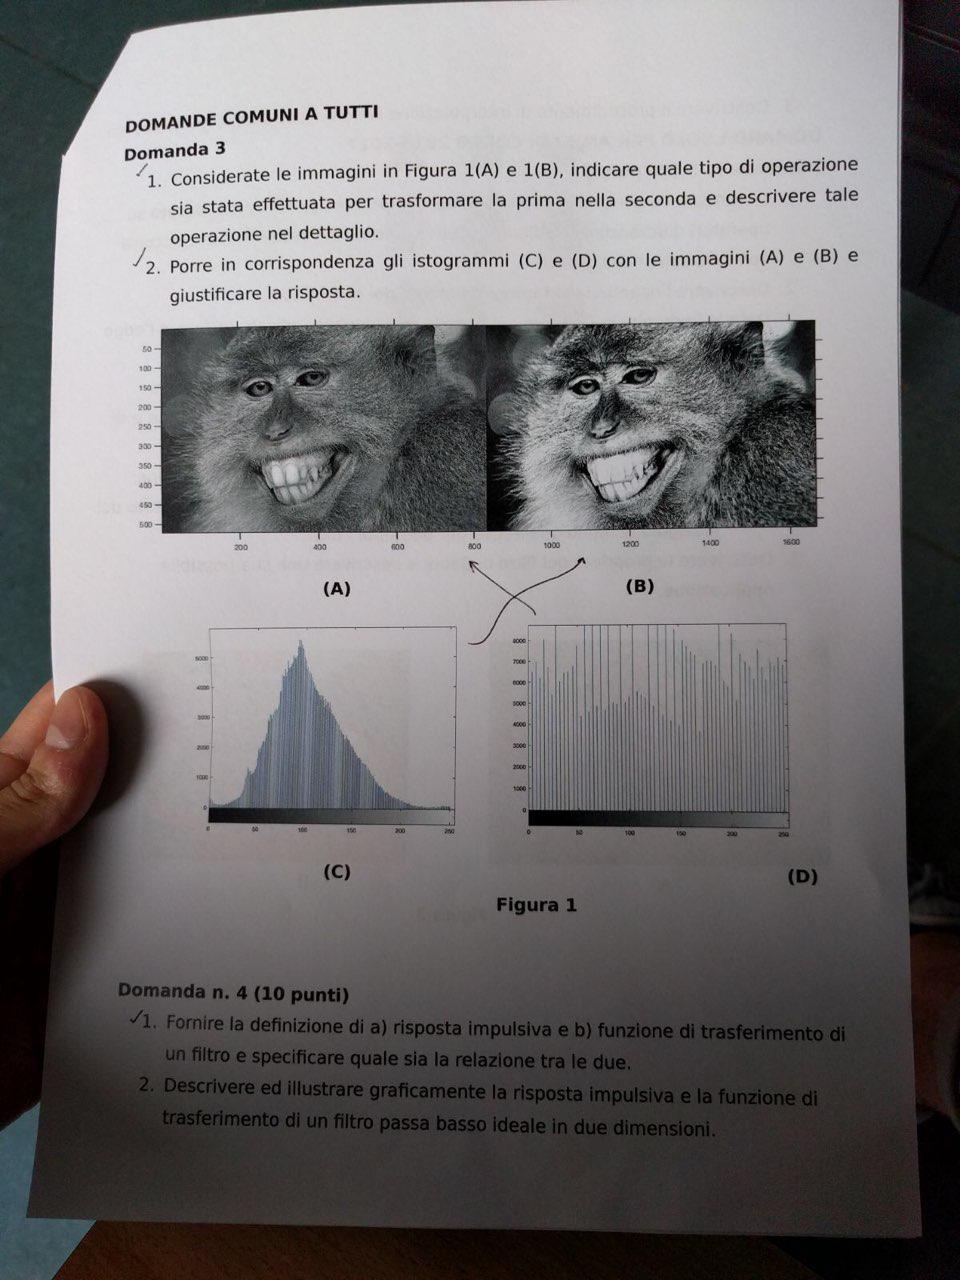 DOMANDE COMUNI A TUTTI
Domanda 3
1. Considerate le immagini in Figura 1(A) e 1(B), indicare quale tipo di operazione
sia stata effettuata per trasformare la prima nella seconda e descrivere tale
operazione nel dettaglio.
2. Porre in corrispondenza gli istogrammi (C) e (D) con le immagini (A) e (B) e
giustificare la risposta.
50
100
150
200
250
300
350
400
450
500
200 400 600 800 1000 1200 1400 1600
(A) (B)
5000
4000
3000
2000
1000
0
0 50 100 150 200 250
8000
7000
6000
5000
4000
3000
2000
1000
0
0 50 100 150 200 250
(C) (D)
Figura 1
Domanda n. 4 (10 punti)
1. Fornire la definizione di a) risposta impulsiva e b) funzione di trasferimento di
un filtro e specificare quale sia la relazione tra le due.
2. Descrivere ed illustrare graficamente la risposta impulsiva e la funzione di
trasferimento di un filtro passa basso ideale in due dimensioni.